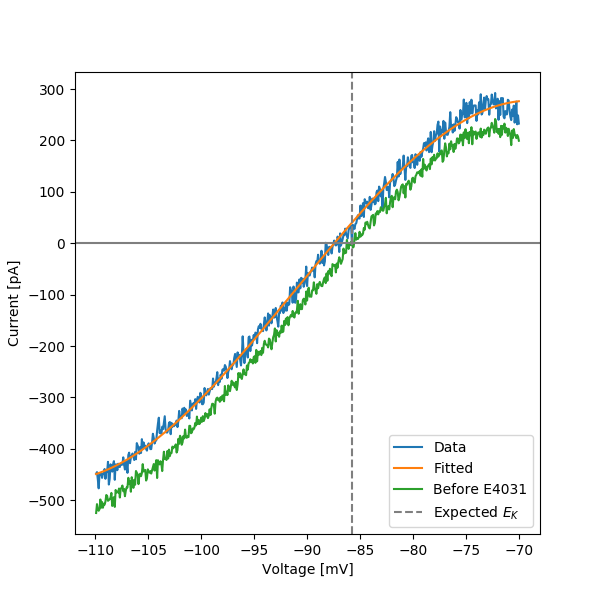 300
200
100
0
−100
−200
−300
−400
−500
Current [pA]
−110 −105 −100 −95 −90 −85 −80 −75 −70
Voltage [mV]
Data
Fitted
Before E4031
Expected E_K